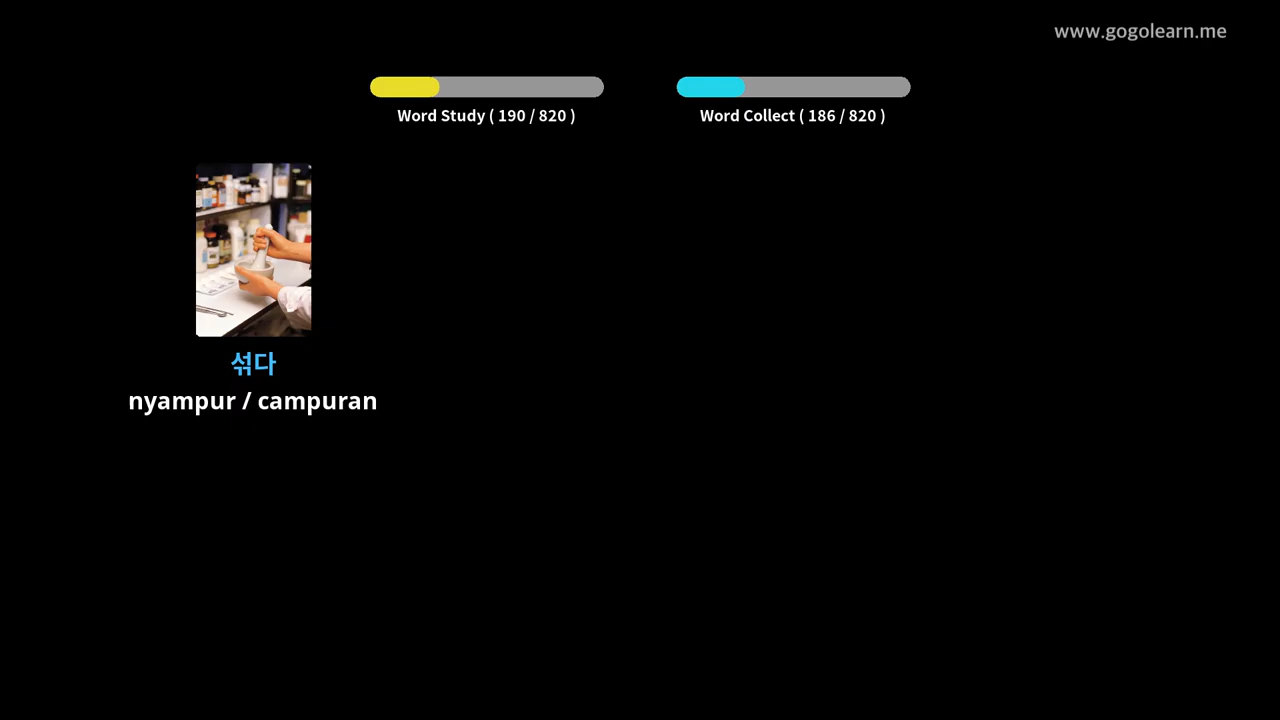 www.gogolearn.me
Word Study ( 190 / 820 )
Word Collect ( 186 / 820 )
섞다
nyampur / campuran